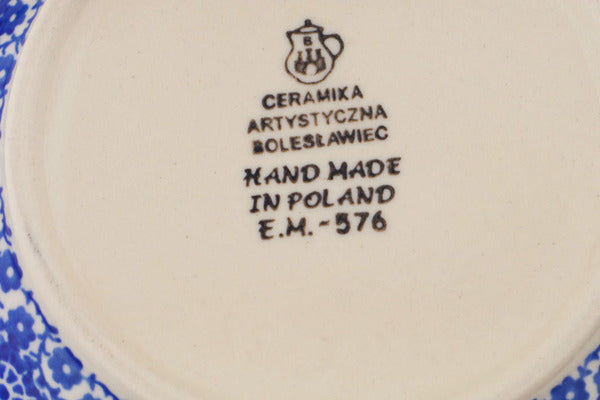 B
CERAMIKA
ARTYSTYCZNA
BOLESŁAWIEC
HAND MADE
IN POLAND
E.M.-576